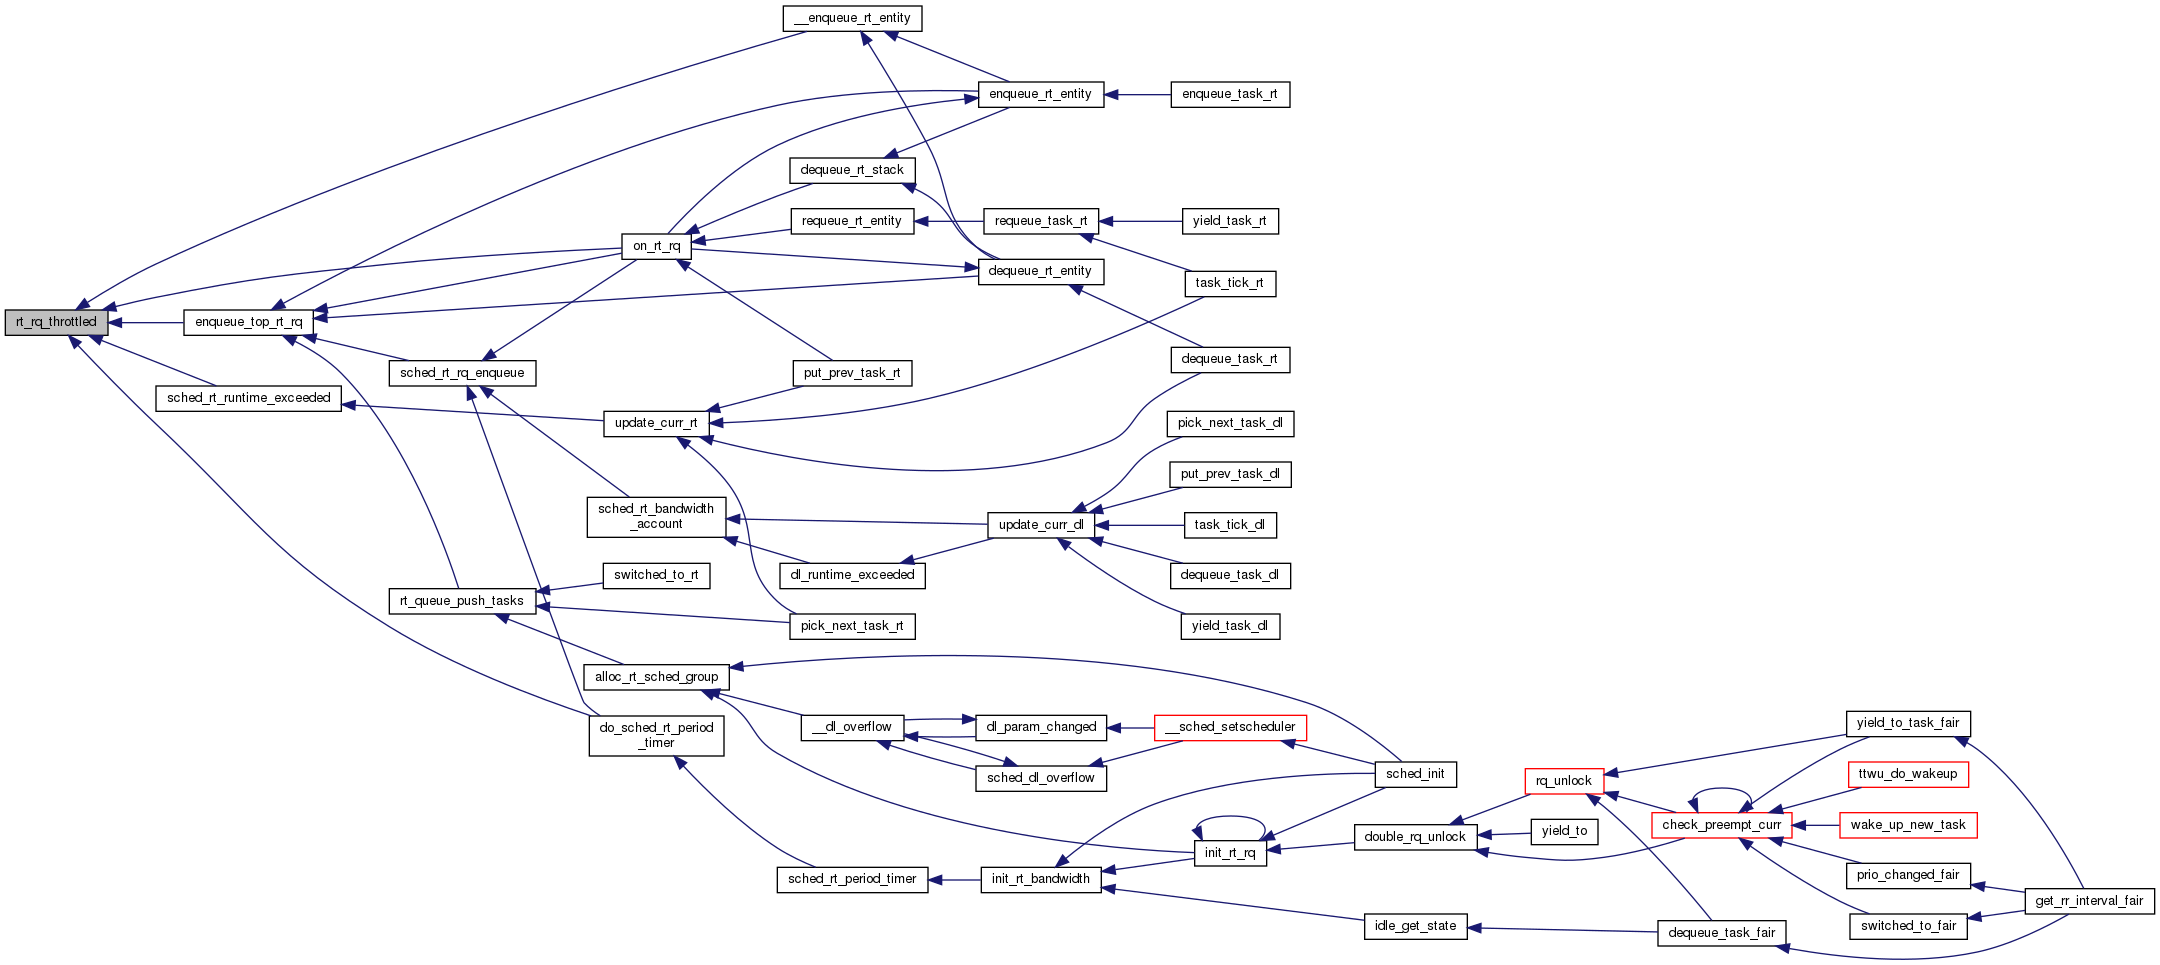 __enqueue_rt_entity
enqueue_rt_entity
enqueue_task_rt
dequeue_rt_stack
requeue_rt_entity
requeue_task_rt
yield_task_rt
on_rt_rq
dequeue_rt_entity
task_tick_rt
rt_rq_throttled
enqueue_top_rt_rq
sched_rt_rq_enqueue
put_prev_task_rt
dequeue_task_rt
sched_rt_runtime_exceeded
update_curr_rt
pick_next_task_dl
put_prev_task_dl
sched_rt_bandwidth
_account
update_curr_dl
task_tick_dl
switched_to_rt
dl_runtime_exceeded
dequeue_task_dl
rt_queue_push_tasks
pick_next_task_rt
yield_task_dl
alloc_rt_sched_group
do_sched_rt_period
_timer
__dl_overflow
dl_param_changed
__sched_setscheduler
yield_to_task_fair
sched_dl_overflow
sched_init
rq_unlock
ttwu_do_wakeup
double_rq_unlock
yield_to
check_preempt_curr
wake_up_new_task
init_rt_rq
sched_rt_period_timer
init_rt_bandwidth
prio_changed_fair
get_rr_interval_fair
idle_get_state
dequeue_task_fair
switched_to_fair